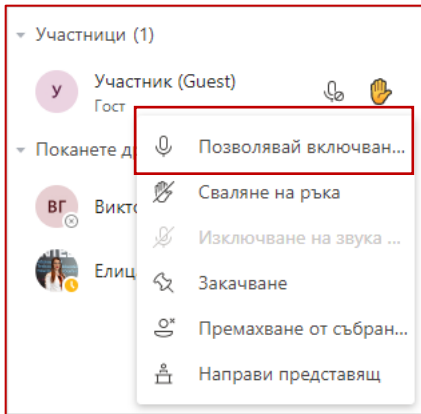 Участници (1)
У
Участник (Guest)
Гост
Позволявай включван...
Поканете д
Сваляне на ръка
ВГ
Викто
Изключване на звука ...
Елиц
Закачване
Премахване от събран...
Направи представящ